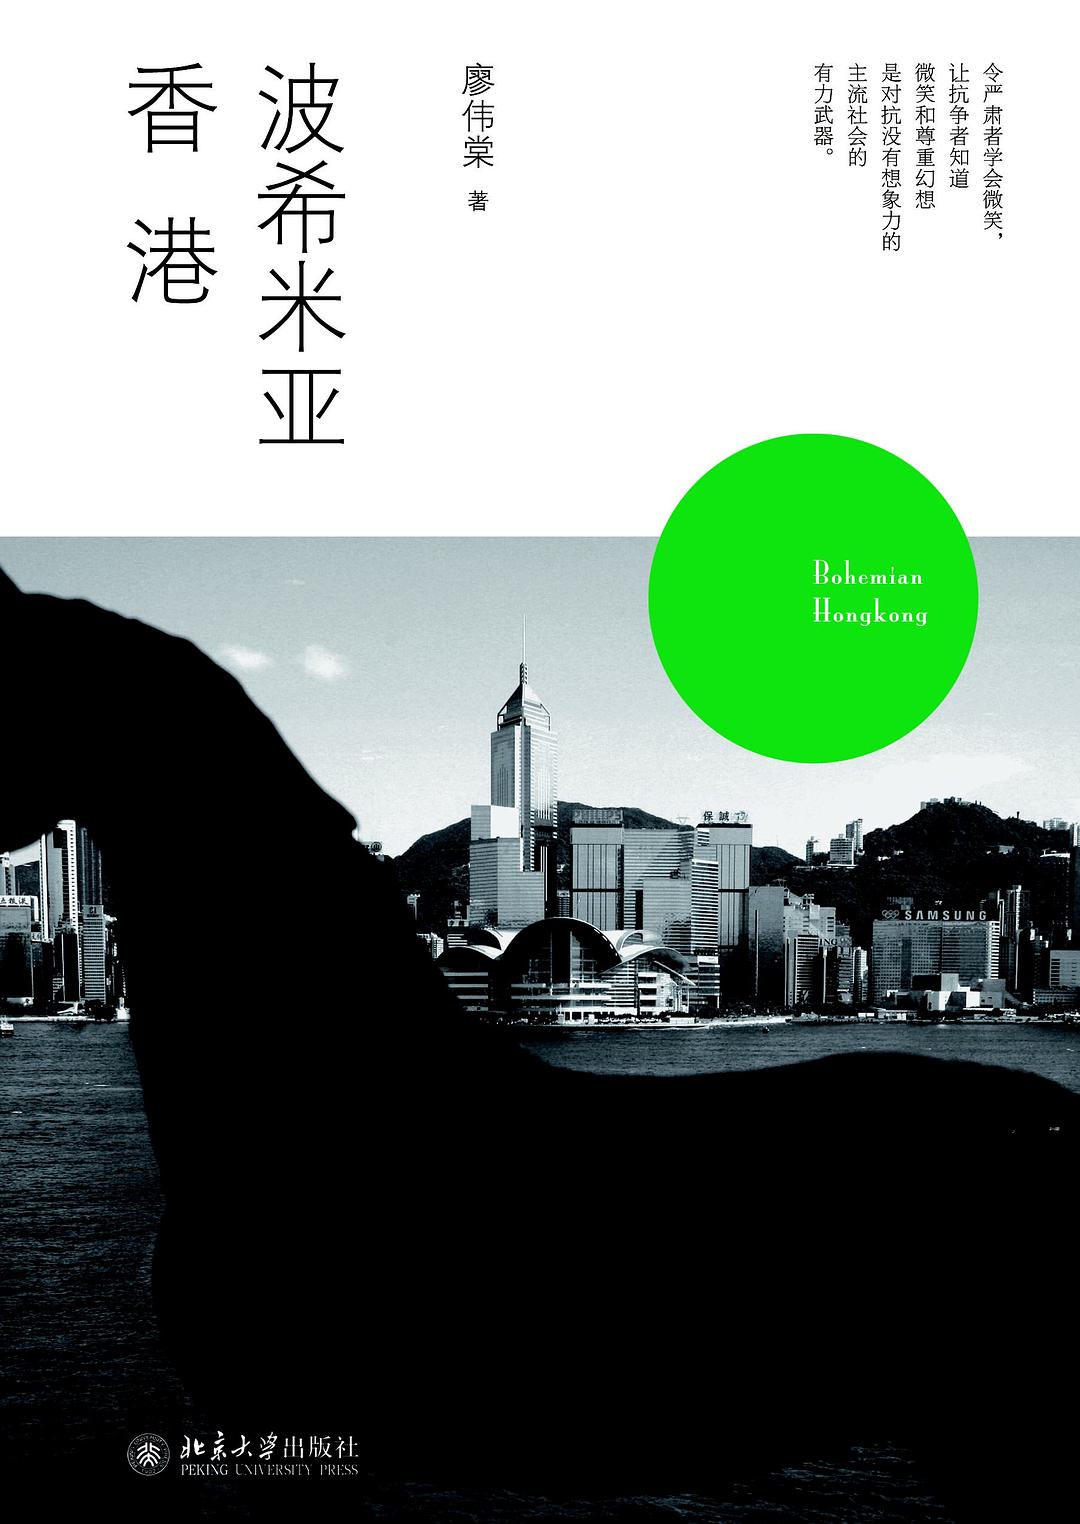 令严肃者学会微笑，
让抗争者知道
微笑和尊重幻想
是对抗没有想象力的
主流社会的
有力武器。
廖伟棠 著
波希米亚
香港
Bohemian
Hongkong
PHILIPS
保誠
SAMSUNG
北京大学出版社
PEKING UNIVERSITY PRESS